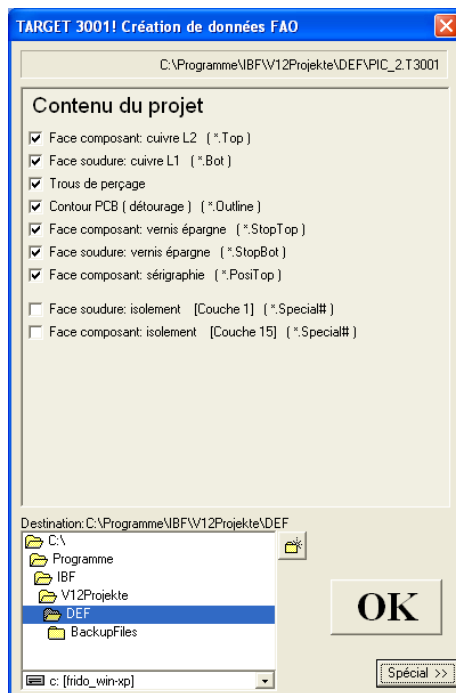 TARGET 3001! Création de données FAO
C:\Programme\IBF\V12Projekte\DEF\PIC_2.T3001
Contenu du projet
Face composant: cuivre L2 ( *.Top )
Face soudure: cuivre L1 ( *.Bot )
Trous de perçage
Contour PCB ( détourage ) ( *.Outline )
Face composant: vernis épargne ( *.StopTop )
Face soudure: vernis épargne ( *.StopBot )
Face composant: sérigraphie ( *.PosiTop )
Face soudure: isolement [Couche 1] ( *.Special# )
Face composant: isolement [Couche 15] ( *.Special# )
Destination: C:\Programme\IBF\V12Projekte\DEF
C:\
Programme
IBF
V12Projekte
DEF
BackupFiles
OK
c: [frido_win-xp]
Spécial >>